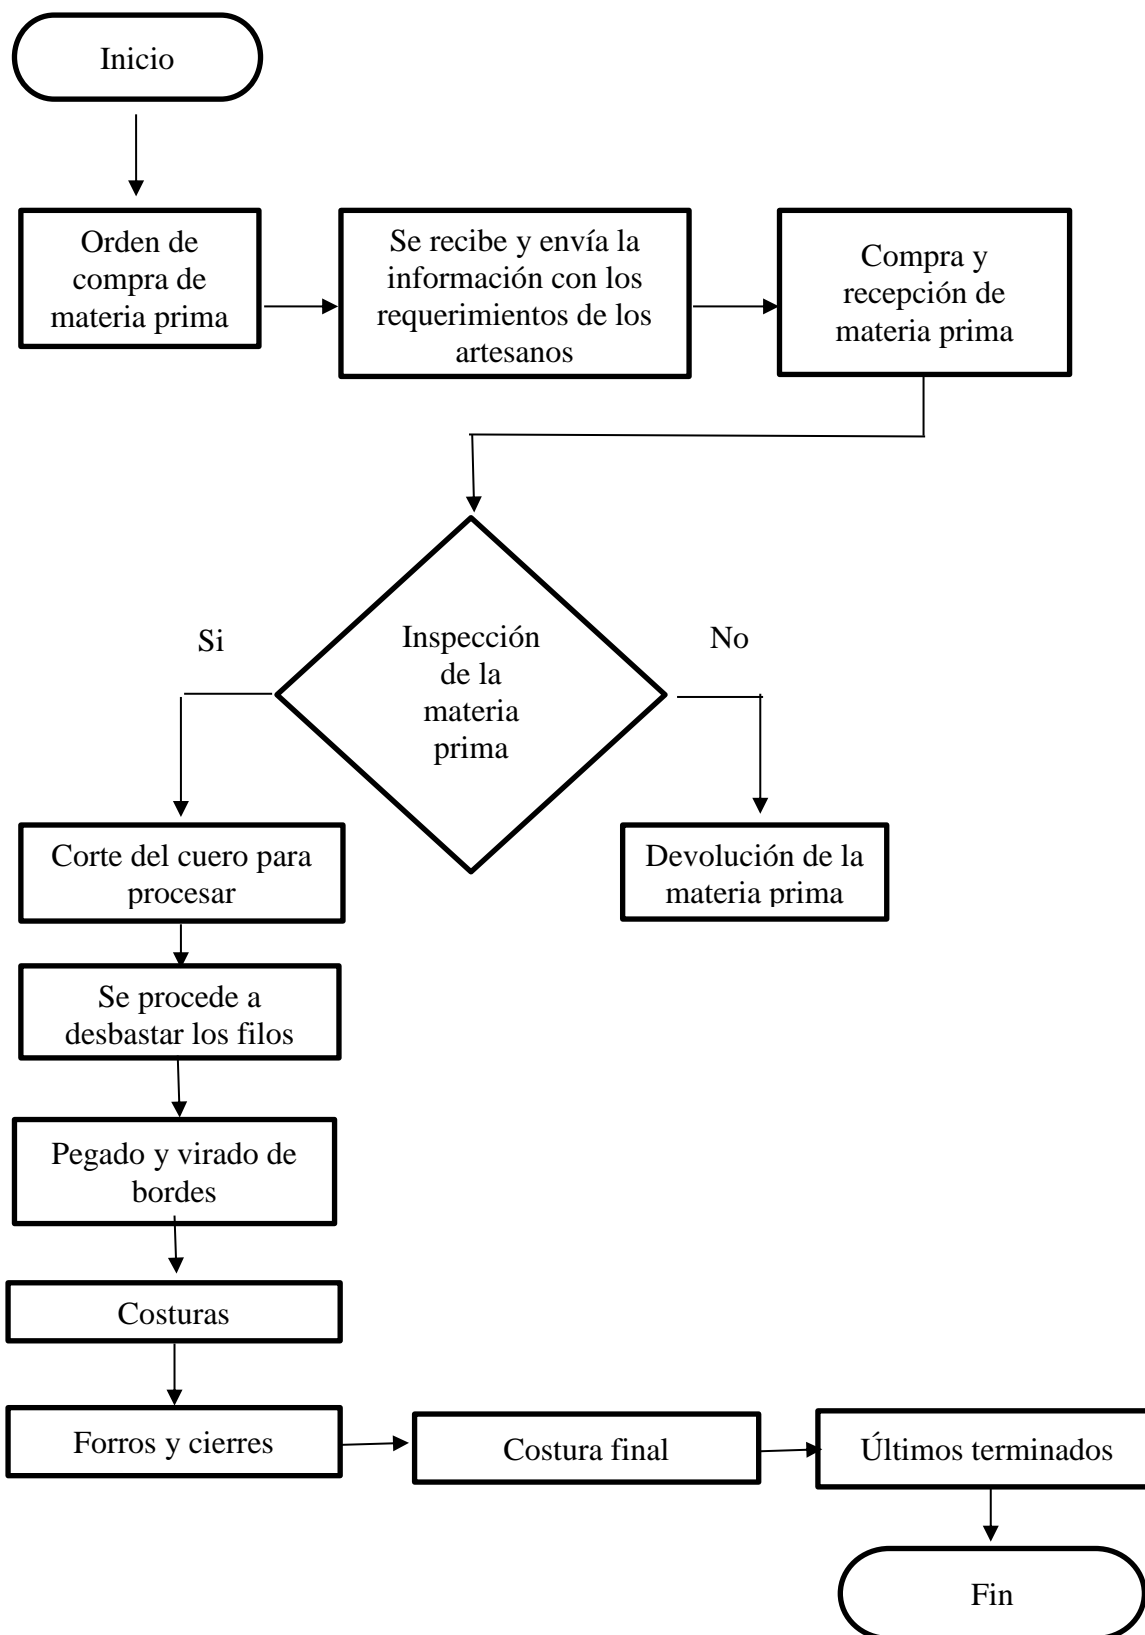 Inicio
Orden de
compra de
materia prima
Se recibe y envía la
información con los
requerimientos de los
artesanos
Compra y
recepción de
materia prima
Inspección
de la
materia
prima
Si
No
Corte del cuero para
procesar
Devolución de la
materia prima
Se procede a
desbastar los filos
Pegado y virado de
bordes
Costuras
Forros y cierres
Costura final
Últimos terminados
Fin